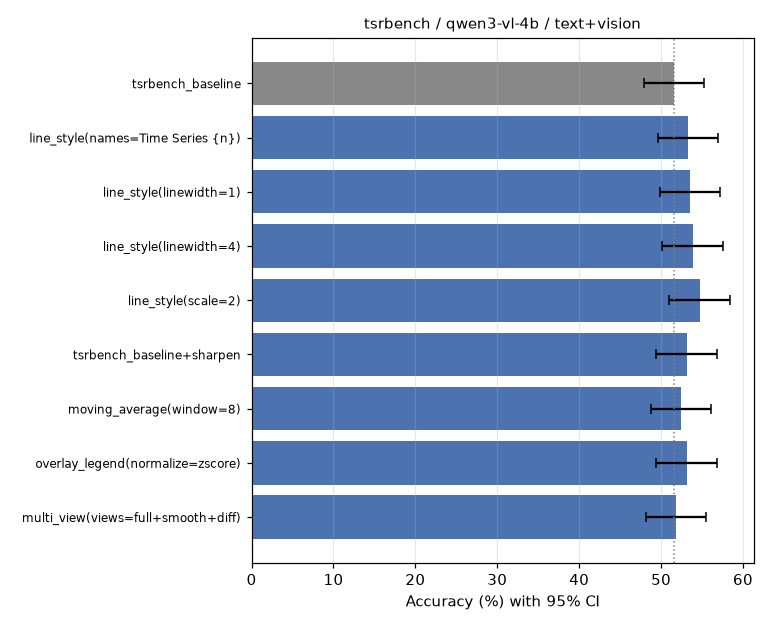 tsrbench / qwen3-vl-4b / text+vision
tsrbench_baseline
line_style(names=Time Series {n})
line_style(linewidth=1)
line_style(linewidth=4)
line_style(scale=2)
tsrbench_baseline+sharpen
moving_average(window=8)
overlay_legend(normalize=zscore)
multi_view(views=full+smooth+diff)
0 10 20 30 40 50 60
Accuracy (%) with 95% CI